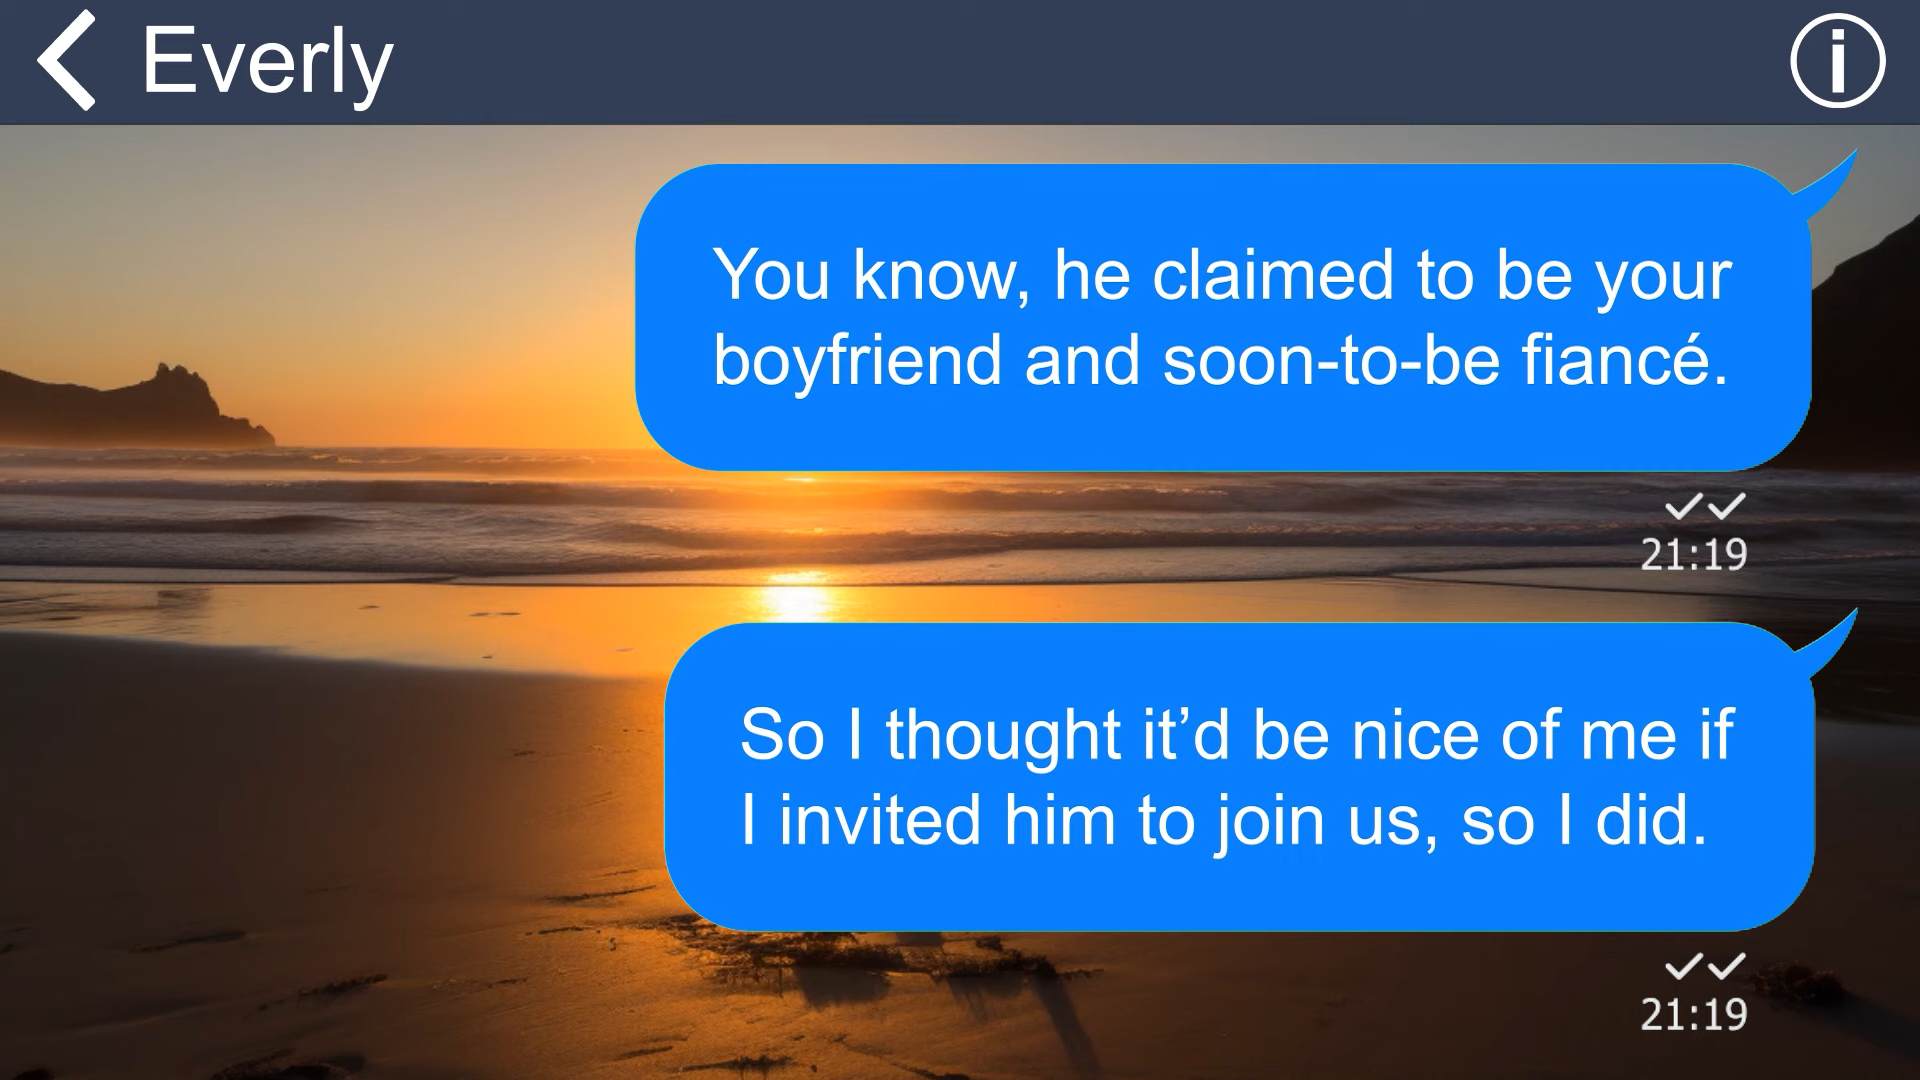 Everly
You know, he claimed to be your
boyfriend and soon-to-be fiancé.
21:19
So I thought it’d be nice of me if
I invited him to join us, so I did.
21:19